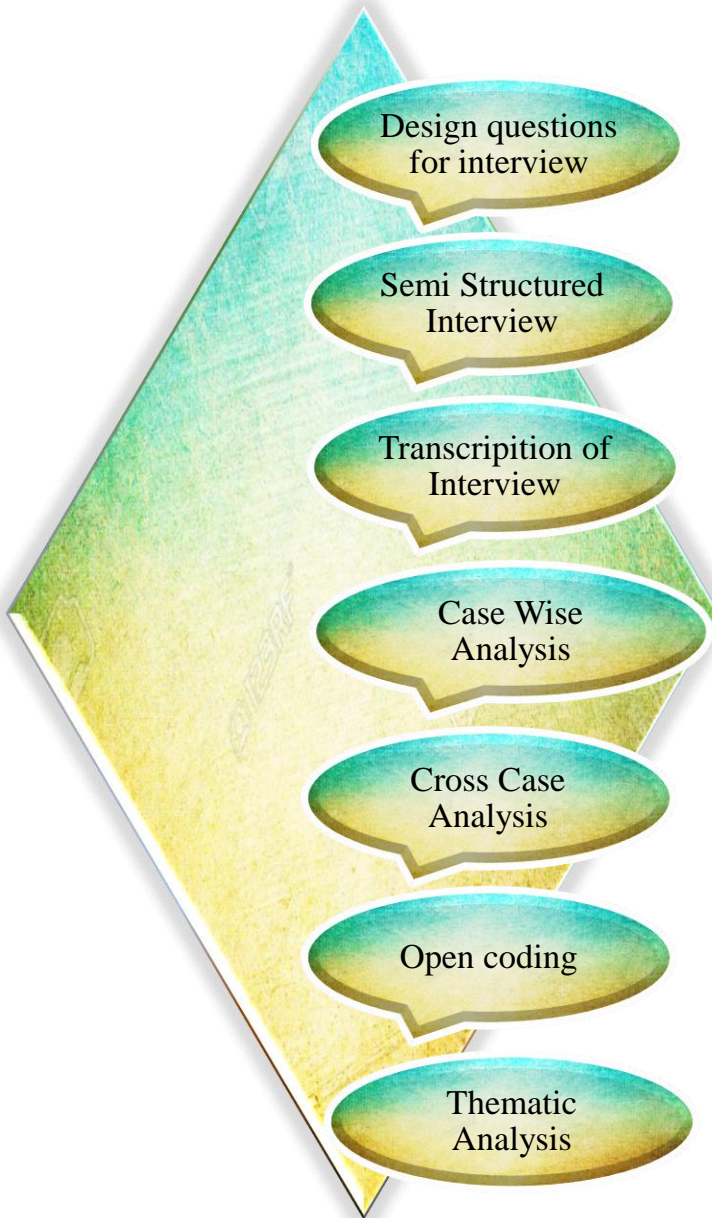 Design questions
for interview
Semi Structured
Interview
Transcripition of
Interview
Case Wise
Analysis
Cross Case
Analysis
Open coding
Thematic
Analysis